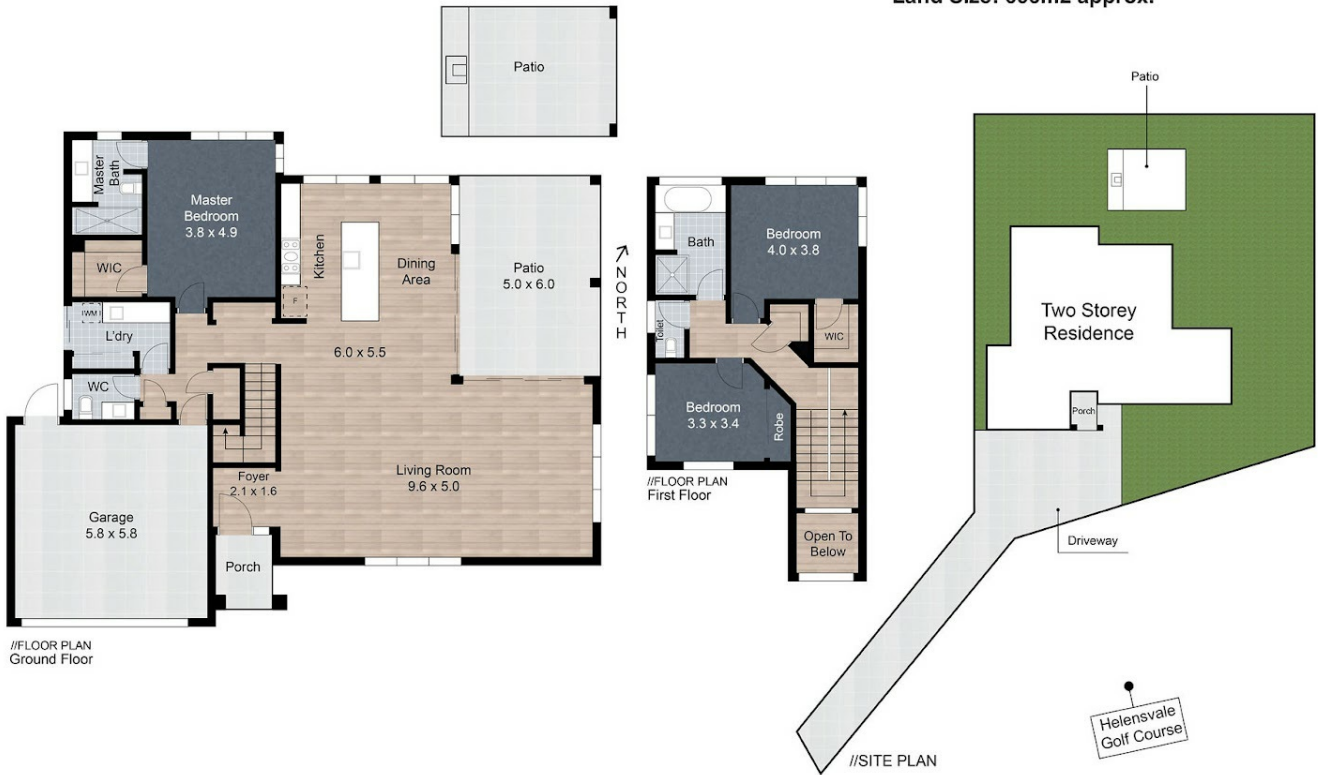 Patio
Master
Bath
Master
Bedroom
3.8 x 4.9
WIC
Kitchen
F
Dining
Area
Patio
5.0 x 6.0
NORTH
WM
L'dry
6.0 x 5.5
WC
Foyer
2.1 x 1.6
Living Room
9.6 x 5.0
Garage
5.8 x 5.8
Porch
//FLOOR PLAN
Ground Floor
Bath
Bedroom
4.0 x 3.8
Toilet
WIC
Bedroom
3.3 x 3.4
Robe
//FLOOR PLAN
First Floor
Open To
Below
Patio
Two Storey
Residence
Porch
Driveway
Helensvale
Golf Course
//SITE PLAN